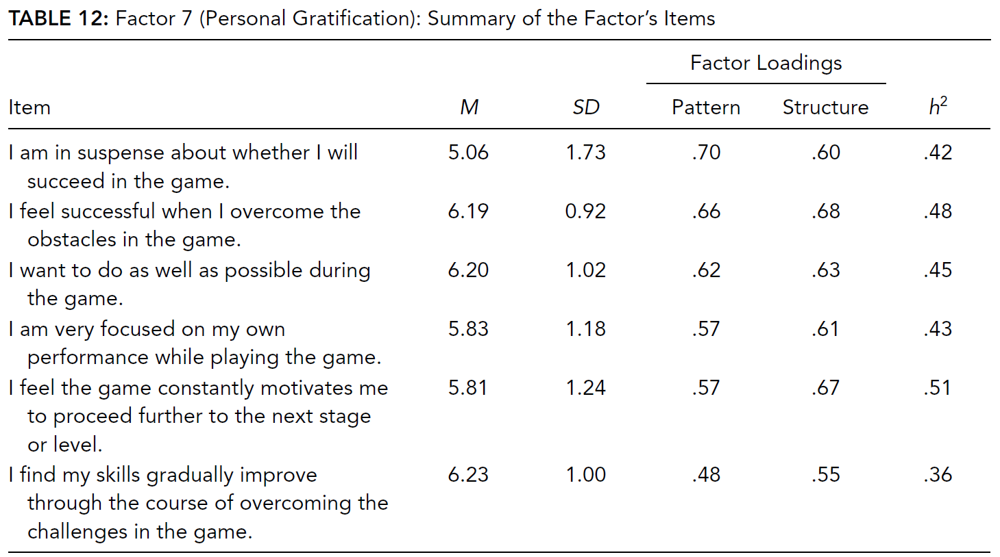 TABLE 12: Factor 7 (Personal Gratification): Summary of the Factor’s Items
Factor Loadings
Item M SD Pattern Structure h²
I am in suspense about whether I will 5.06 1.73 .70 .60 .42
succeed in the game.
I feel successful when I overcome the 6.19 0.92 .66 .68 .48
obstacles in the game.
I want to do as well as possible during 6.20 1.02 .62 .63 .45
the game.
I am very focused on my own 5.83 1.18 .57 .61 .43
performance while playing the game.
I feel the game constantly motivates me 5.81 1.24 .57 .67 .51
to proceed further to the next stage
or level.
I find my skills gradually improve 6.23 1.00 .48 .55 .36
through the course of overcoming the
challenges in the game.